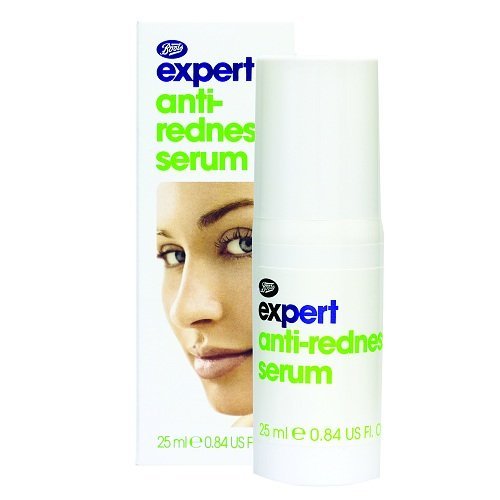 Boots
expert
anti-
rednes
serum
25 ml e 0.84 US F
Boots
expert
anti-rednes
serum
25 ml e 0.84 US Fl. O